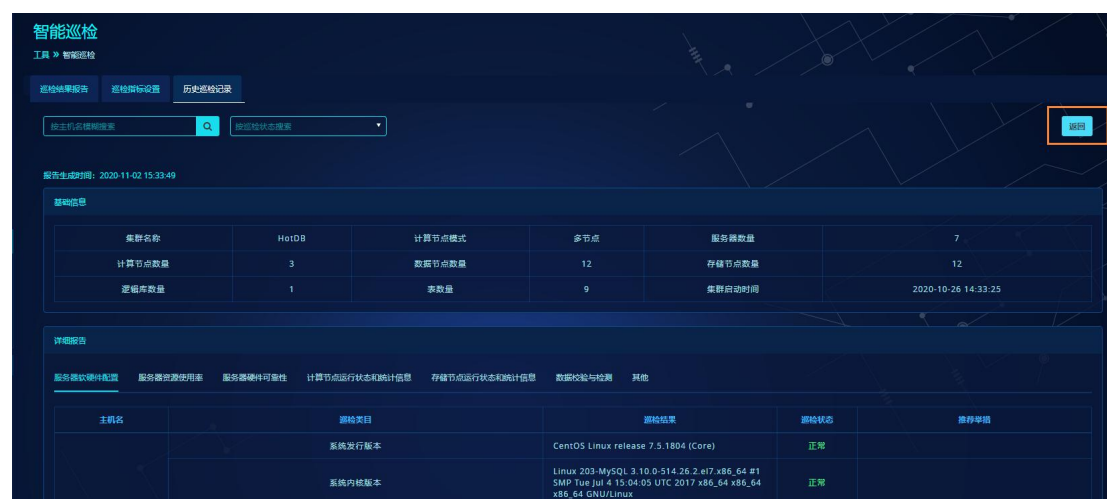 智能巡检
工具 » 智能巡检
巡检结果报告 巡检指标设置 历史巡检记录
按主机名模糊搜索 按巡检状态搜索 返回
报告生成时间：2020-11-02 15:33:49
基础信息
集群名称 HotDB 计算节点模式 多节点 服务器数量 7
计算节点数量 3 数据节点数量 12 存储节点数量 12
逻辑库数量 1 表数量 9 集群启动时间 2020-10-26 14:33:25
详细报告
服务器软硬件配置 服务器资源使用率 服务器硬件可靠性 计算节点运行状态和统计信息 存储节点运行状态和统计信息 数据校验与检测 其他
主机名 巡检类目 巡检结果 巡检状态 推荐举措
系统发行版本 CentOS Linux release 7.5.1804 (Core) 正常
系统内核版本 Linux 203-MySQL 3.10.0-514.26.2.el7.x86_64 #1
SMP Tue Jul 4 15:04:05 UTC 2017 x86_64 x86_64 正常
x86_64 GNU/Linux